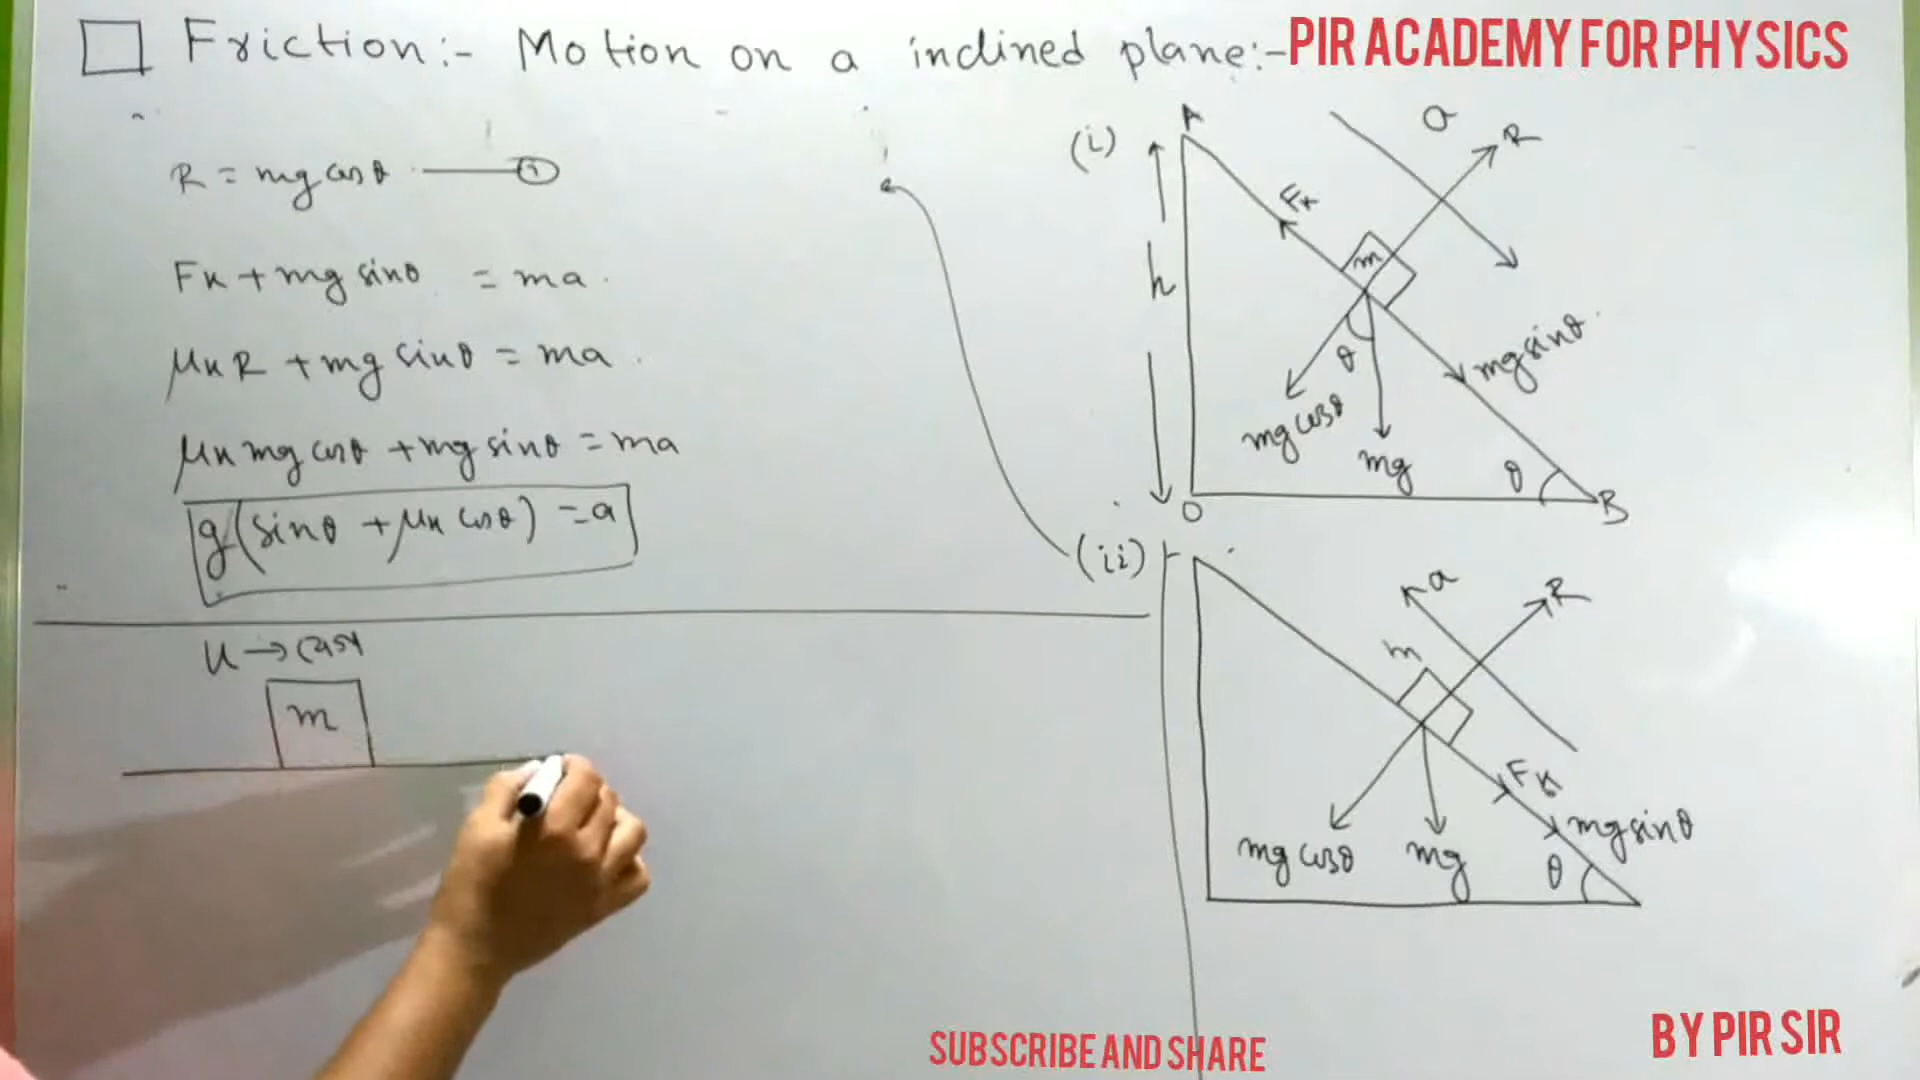 Friction:- Motion on a inclined plane:-
PIR ACADEMY FOR PHYSICS
R = mg cosθ
Fk + mg sinθ = ma.
μk R + mg sinθ = ma.
μk mg cosθ + mg sinθ = ma
g(sinθ + μk cosθ) = a
m
(i)
A
a
R
Fk
h
m
θ
mg sinθ
mg cosθ
mg
θ
O
B
(ii)
a
R
m
Fk
mg sinθ
mg cosθ
mg
θ
SUBSCRIBE AND SHARE
BY PIR SIR